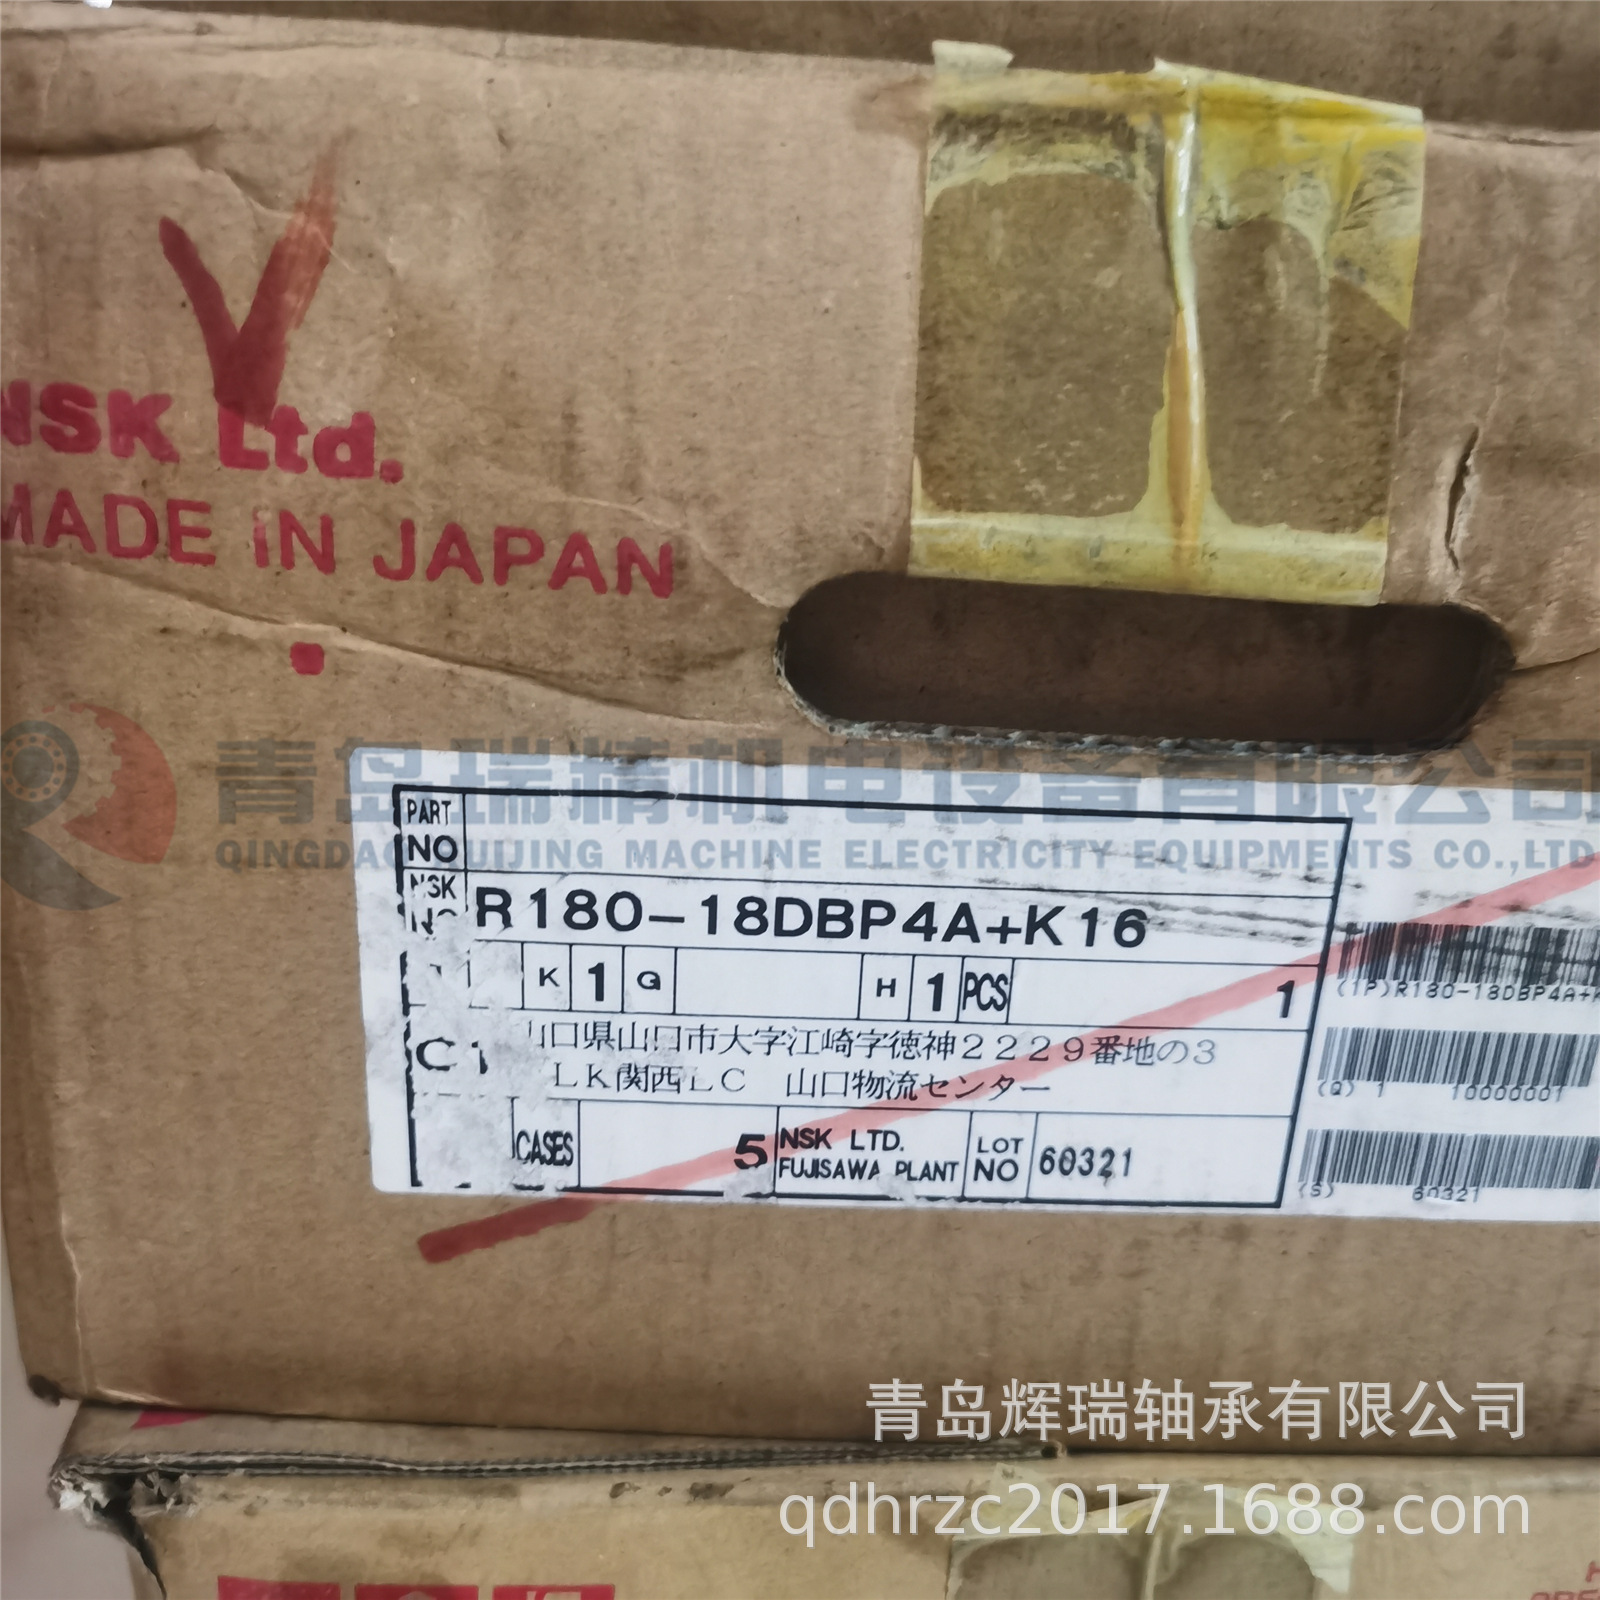 NSK Ltd.
MADE IN JAPAN
青岛瑞精机电设备有限公司
PART
NO
QINGDAO RUIJING MACHINE ELECTRICITY EQUIPMENTS CO.,LTD
NSK
NO
R180-18DBP4A+K16
K 1 Q H 1 PCS 1
(1P)R180-18DBP4A+K
C1
山口県山口市大字江崎字徳神2229番地の3
LK関西LC 山口物流センター
(Q) 1 10000001
CASES 5
NSK LTD.
FUJISAWA PLANT
LOT
NO
60321
(S) 60321
青岛辉瑞轴承有限公司
qdhrzc2017.1688.com